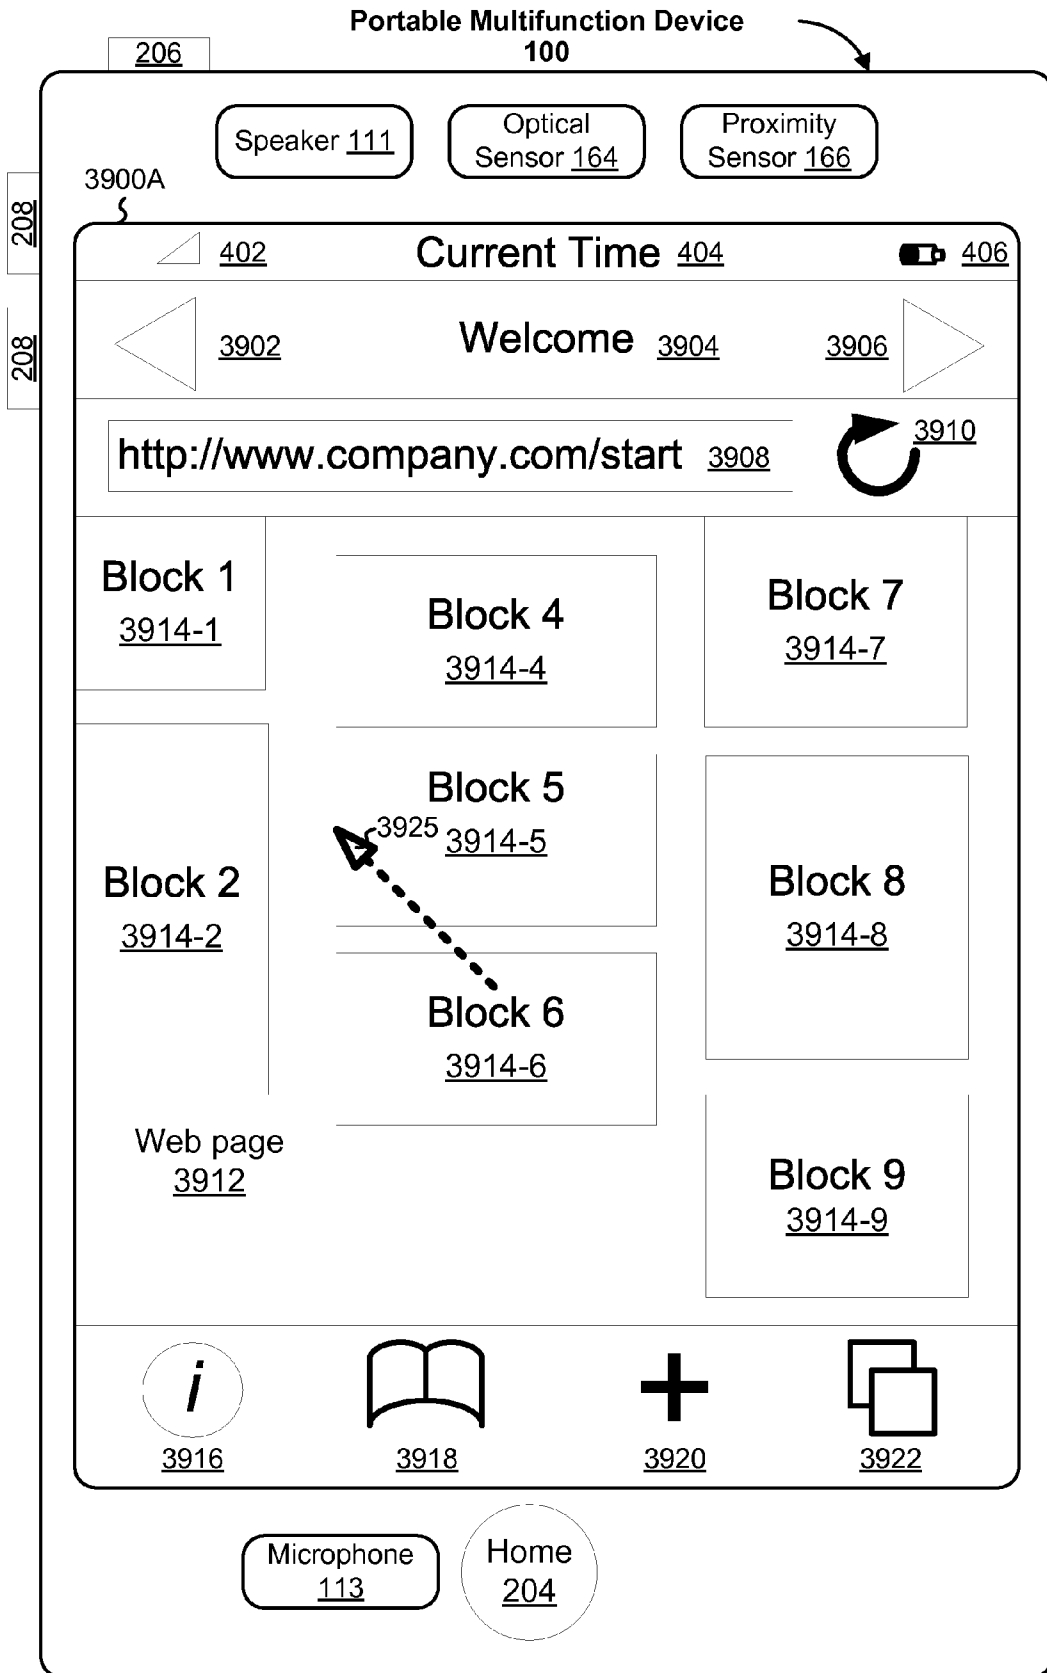 Portable Multifunction Device
100
206
Speaker 111
Optical
Sensor 164
Proximity
Sensor 166
3900A
208
208
402
Current Time 404
406
3902
Welcome 3904
3906
http://www.company.com/start 3908
3910
Block 1
3914-1
Block 4
3914-4
Block 7
3914-7
Block 2
3914-2
Block 5
3914-5
3925
Block 8
3914-8
Block 6
3914-6
Web page
3912
Block 9
3914-9
i
3916
3918
3920
3922
Microphone
113
Home
204